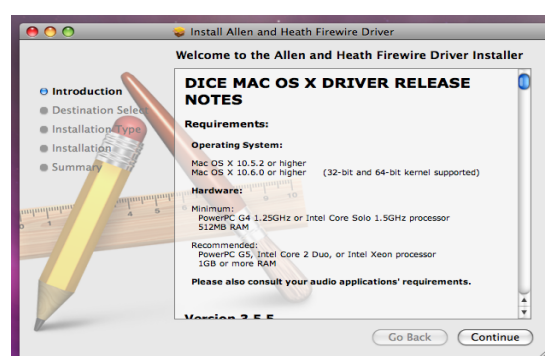 Install Allen and Heath Firewire Driver
Welcome to the Allen and Heath Firewire Driver Installer
Introduction
Destination Select
Installation Type
Installation
Summary
DICE MAC OS X DRIVER RELEASE
NOTES
Requirements:
Operating System:
Mac OS X 10.5.2 or higher
Mac OS X 10.6.0 or higher (32-bit and 64-bit kernel supported)
Hardware:
Minimum:
PowerPC G4 1.25GHz or Intel Core Solo 1.5GHz processor
512MB RAM
Recommended:
PowerPC G5, Intel Core 2 Duo, or Intel Xeon processor
1GB or more RAM
Please also consult your audio applications' requirements.
Version 3.5.5
Go Back Continue